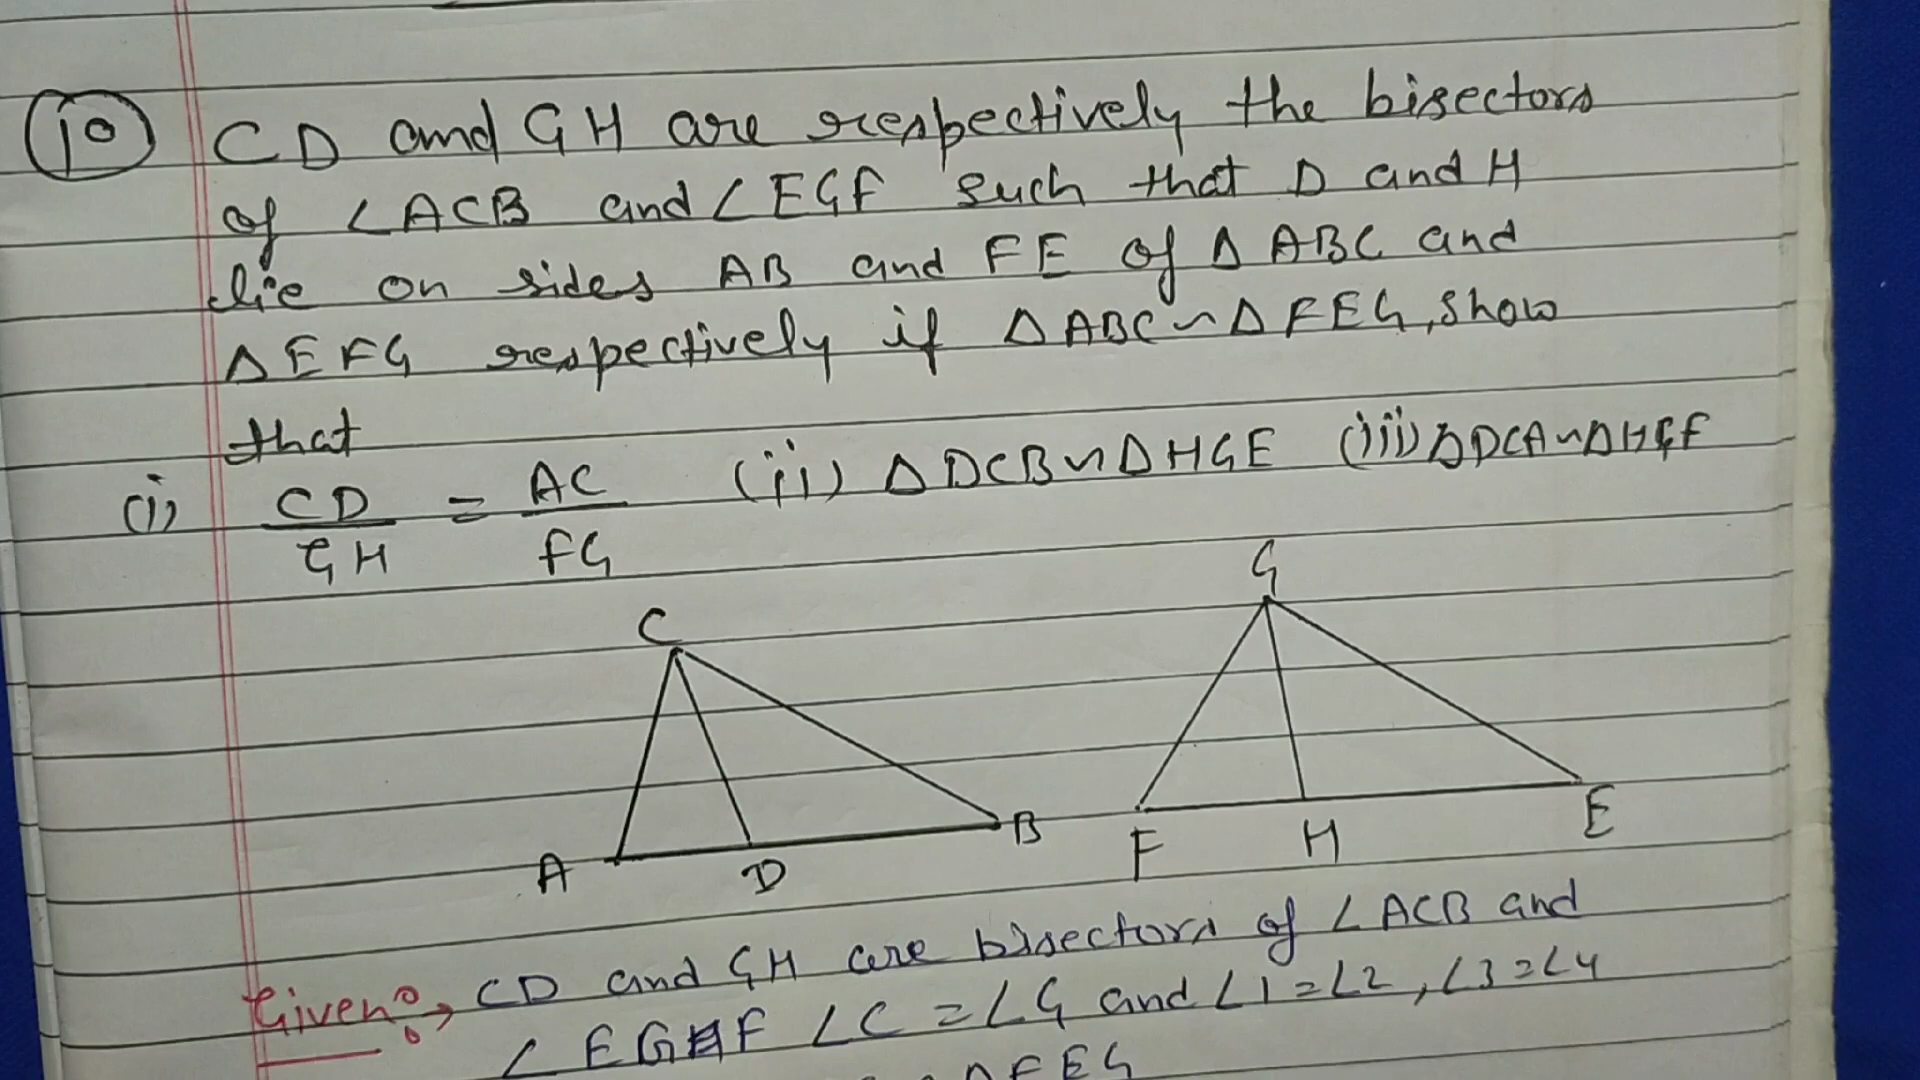 10 CD and GH are respectively the bisectors
of ∠ACB and ∠EGF such that D and H
lie on sides AB and FE of Δ ABC and
Δ EFG respectively if Δ ABC ~ Δ FEG, show
that
(i) CD/GH = AC/FG (ii) Δ DCB ~ Δ HGE (iii) Δ DCA ~ Δ HGF
C G
A D B F H E
Given:→ CD and GH are bisectors of ∠ACB and
∠EGF ∠C = ∠G and ∠1=∠2, ∠3=∠4
Δ FEG